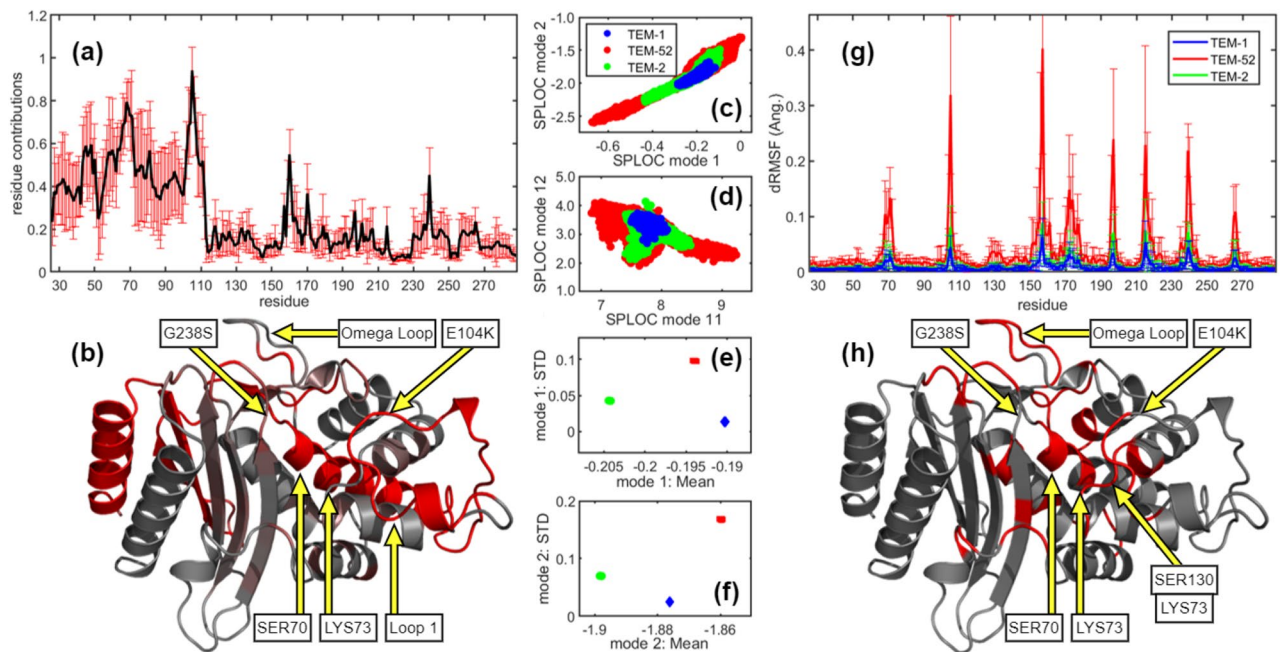 (a)
1.2
1
0.8
0.6
0.4
0.2
0
residue contributions
30 50 70 90 110 130 150 170 190 210 230 250 270
residue
(b)
G238S
Omega Loop
E104K
SER70
LYS73
Loop 1
-1.0
-1.5
-2.0
-2.5
SPLOC mode 2
TEM-1
TEM-52
TEM-2
(c)
-0.6 -0.4 -0.2 0
SPLOC mode 1
5.0
4.0
3.0
2.0
1.0
SPLOC mode 12
(d)
7 8 9
SPLOC mode 11
0.1
0.05
0
mode 1: STD
(e)
-0.205 -0.2 -0.195 -0.19
mode 1: Mean
0.2
0.1
0
mode 2: STD
(f)
-1.9 -1.88 -1.86
mode 2: Mean
(g)
0.4
0.3
0.2
0.1
0
dRMSF (Ang.)
TEM-1
TEM-52
TEM-2
30 50 70 90 110 130 150 170 190 210 230 250 270
residue
(h)
G238S
Omega Loop
E104K
SER70
LYS73
SER130
LYS73